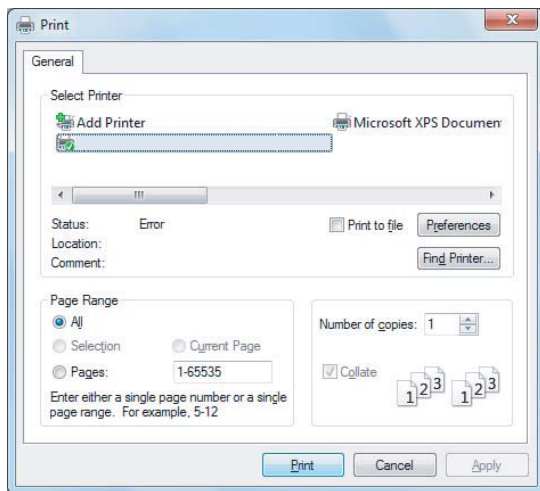 Print
General
Select Printer
Add Printer
Microsoft XPS Documen
Status: Error
Print to file
Preferences
Location:
Comment:
Find Printer...
Page Range
All
Selection
Current Page
Pages: 1-65535
Enter either a single page number or a single
page range. For example, 5-12
Number of copies: 1
Collate
1 2 3 1 2 3
Print Cancel Apply